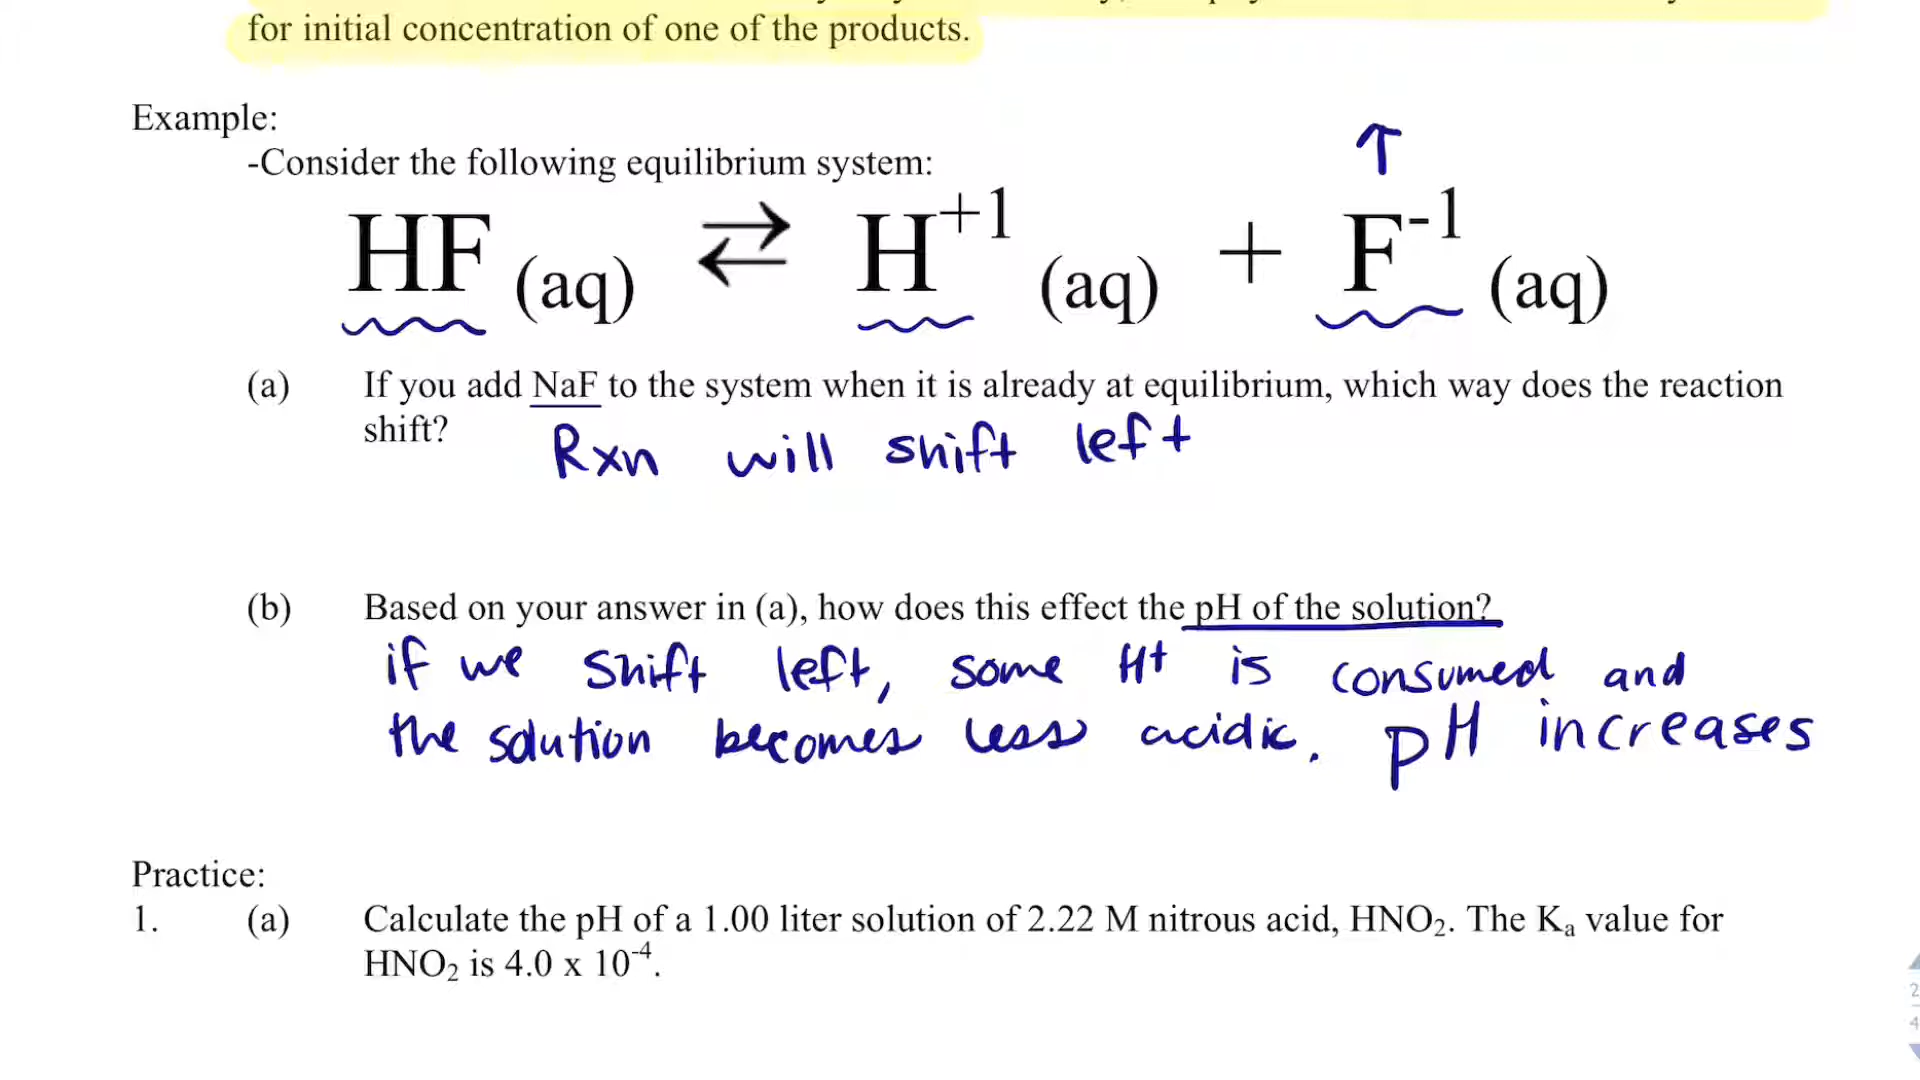 for initial concentration of one of the products.
Example:
-Consider the following equilibrium system:
HF (aq) ⇄ H+1 (aq) + F-1 (aq)
(a) If you add NaF to the system when it is already at equilibrium, which way does the reaction
shift?
Rxn will shift left
(b) Based on your answer in (a), how does this effect the pH of the solution?
if we shift left, some H+ is consumed and
the solution becomes less acidic. pH increases
Practice:
1. (a) Calculate the pH of a 1.00 liter solution of 2.22 M nitrous acid, HNO2. The Ka value for
HNO2 is 4.0 x 10-4.
2
4